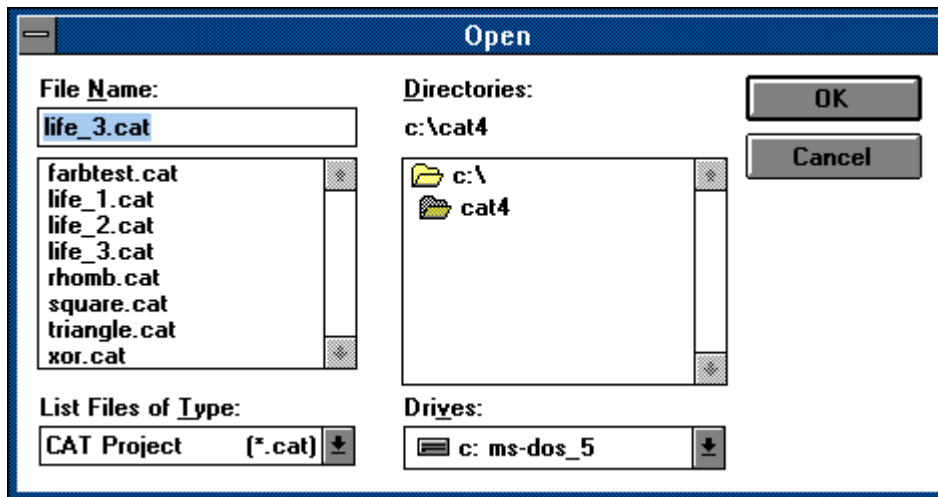 Open
File Name:
life_3.cat
farbtest.cat
life_1.cat
life_2.cat
life_3.cat
rhomb.cat
square.cat
triangle.cat
xor.cat
List Files of Type:
CAT Project (*.cat)
Directories:
c:\cat4
c:\
cat4
Drives:
c: ms-dos_5
OK
Cancel